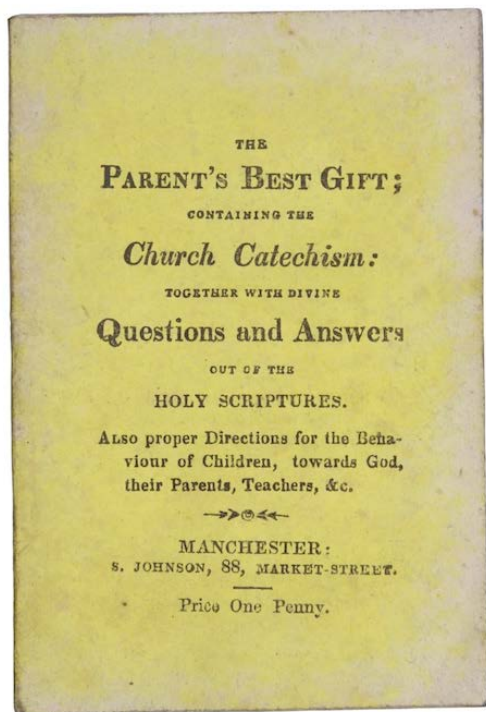 THE
PARENT'S BEST GIFT;
CONTAINING THE
Church Catechism:
TOGETHER WITH DIVINE
Questions and Answers
OUT OF THE
HOLY SCRIPTURES.
ALSO proper Directions for the Beha-
viour of Children, towards God,
their Parents, Teachers, &c.
MANCHESTER:
S. JOHNSON, 88, MARKET-STREET.
Price One Penny.